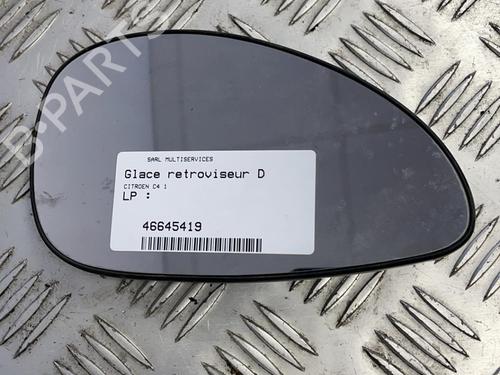 B-PARTS
SARL MULTISERVICES
Glace retroviseur D
CITROEN C4 1
LP :
46645419